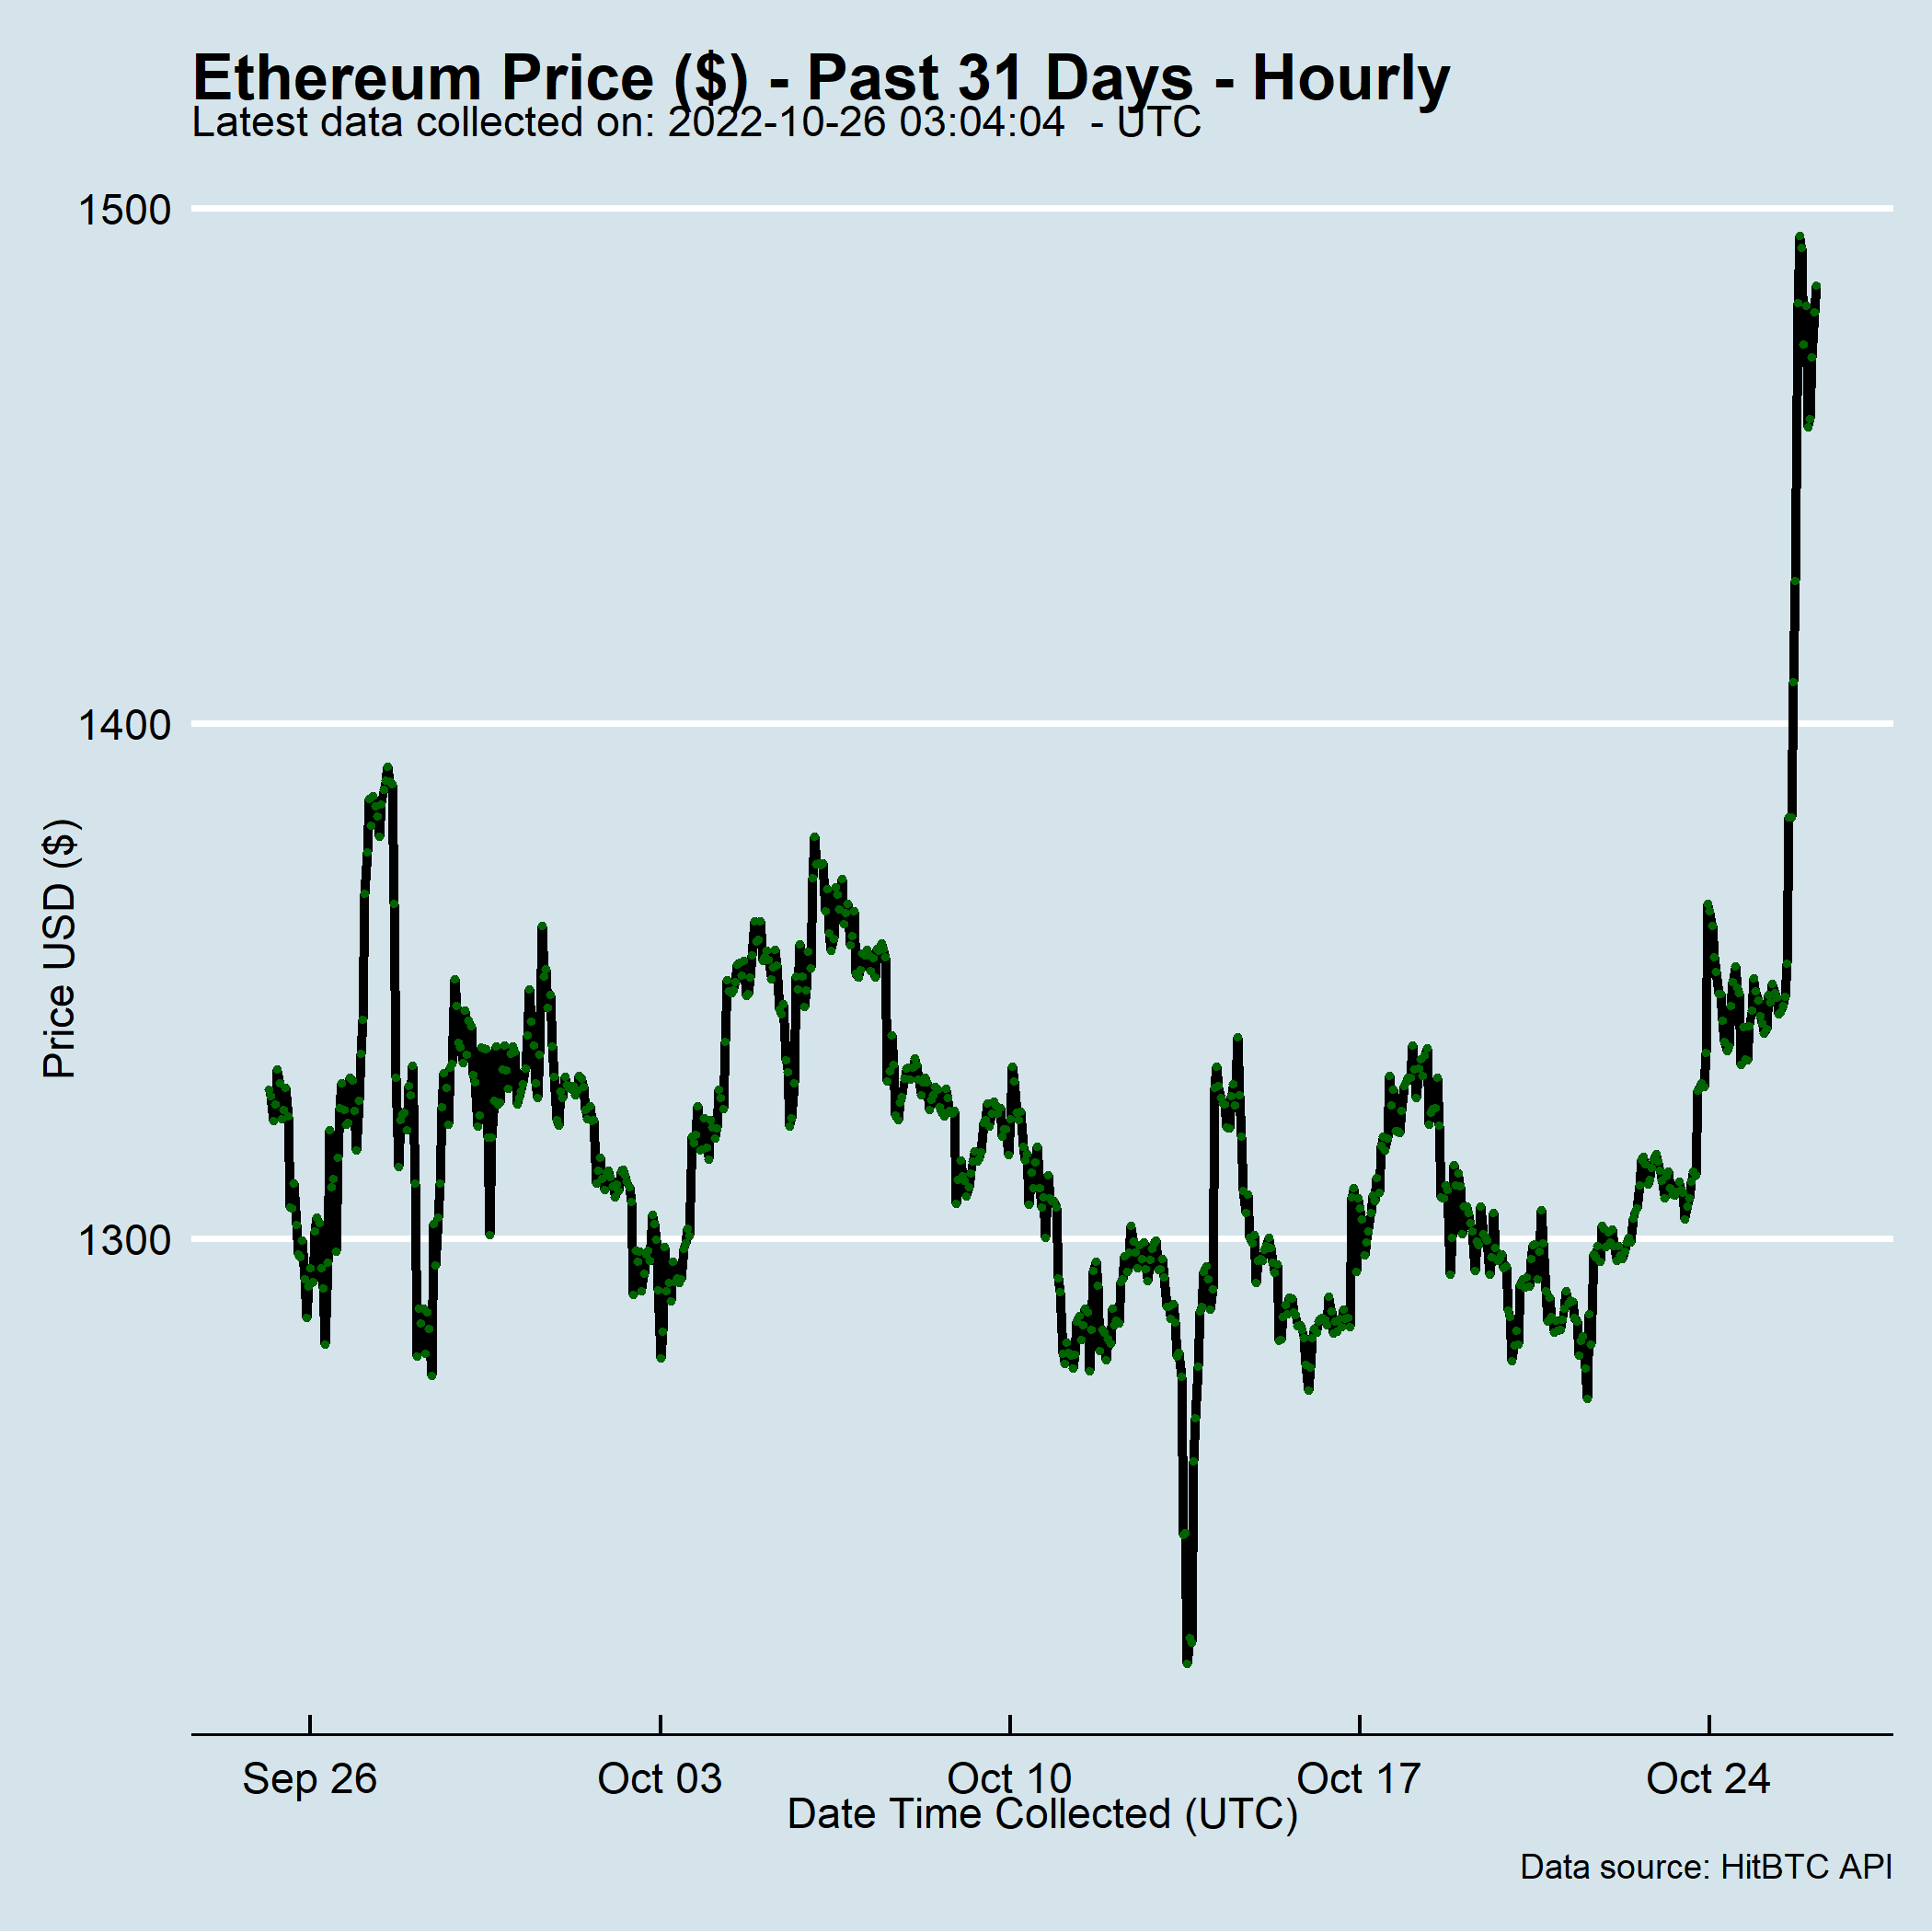 Ethereum Price ($) - Past 31 Days - Hourly
Latest data collected on: 2022-10-26 03:04:04  - UTC
1500
1400
1300
Price USD ($)
Sep 26
Oct 03
Oct 10
Oct 17
Oct 24
Date Time Collected (UTC)
Data source: HitBTC API